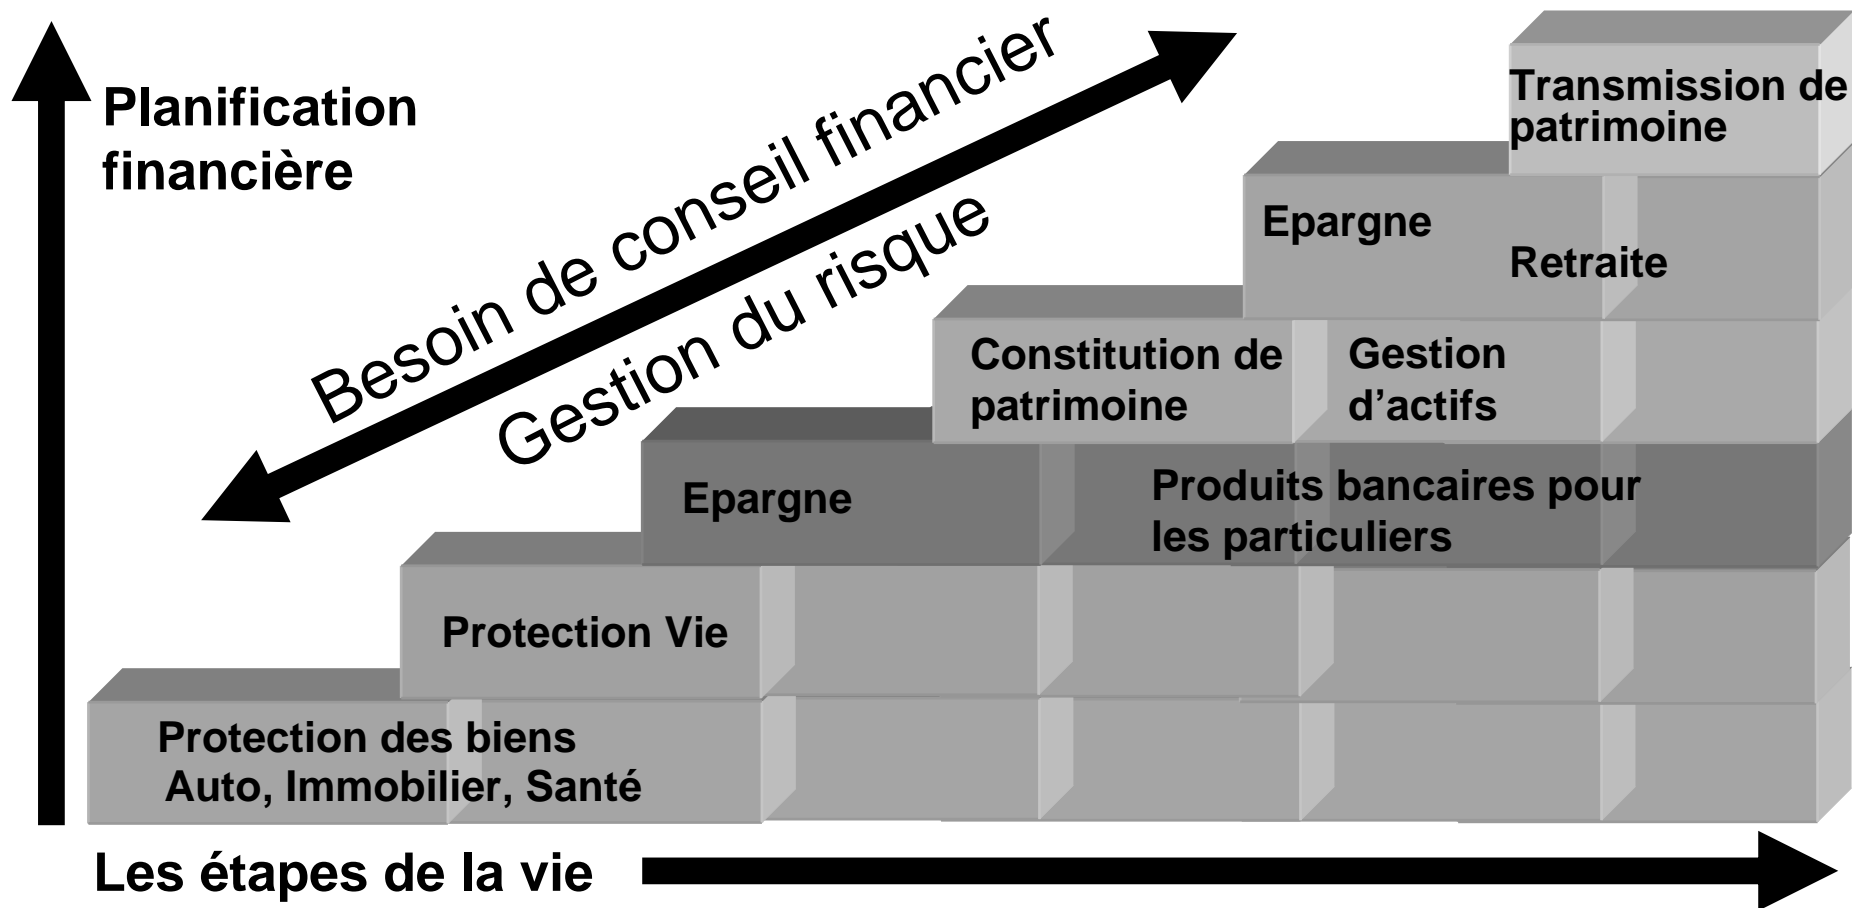 Planification
financière
Besoin de conseil financier
Gestion du risque
Transmission de
patrimoine
Epargne
Retraite
Constitution de
patrimoine
Gestion
d’actifs
Epargne
Produits bancaires pour
les particuliers
Protection Vie
Protection des biens
Auto, Immobilier, Santé
Les étapes de la vie